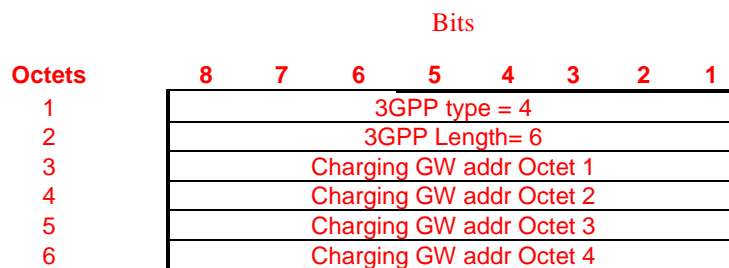 Bits
Octets 8 7 6 5 4 3 2 1
1 3GPP type = 4
2 3GPP Length= 6
3 Charging GW addr Octet 1
4 Charging GW addr Octet 2
5 Charging GW addr Octet 3
6 Charging GW addr Octet 4